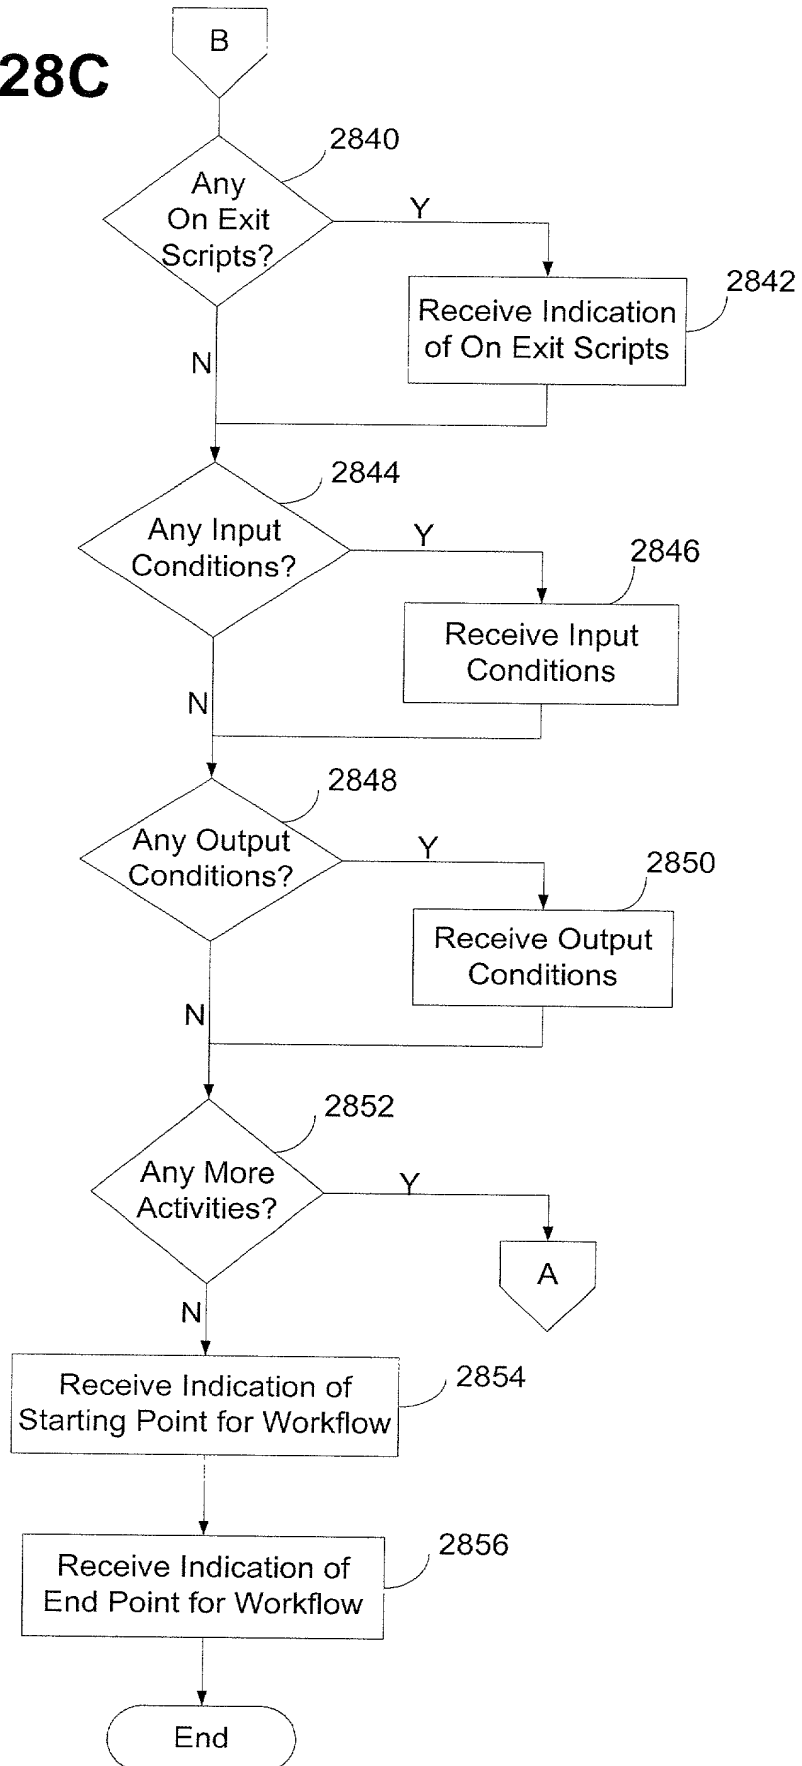 28C
B
2840
Any
On Exit
Scripts?
Y
2842
Receive Indication
of On Exit Scripts
N
2844
Any Input
Conditions?
Y
2846
Receive Input
Conditions
N
2848
Any Output
Conditions?
Y
2850
Receive Output
Conditions
N
2852
Any More
Activities?
Y
A
N
2854
Receive Indication of
Starting Point for Workflow
2856
Receive Indication of
End Point for Workflow
End